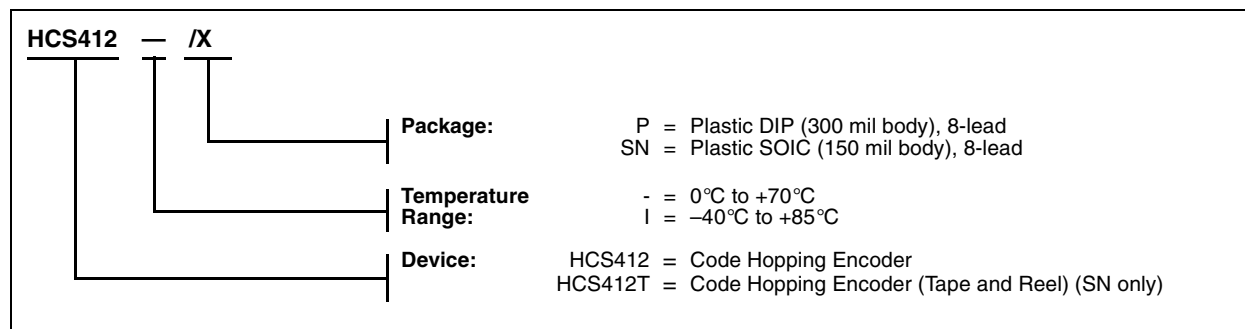 HCS412 — /X
Package: P = Plastic DIP (300 mil body), 8-lead
SN = Plastic SOIC (150 mil body), 8-lead
Temperature - = 0°C to +70°C
Range: I = –40°C to +85°C
Device: HCS412 = Code Hopping Encoder
HCS412T = Code Hopping Encoder (Tape and Reel) (SN only)